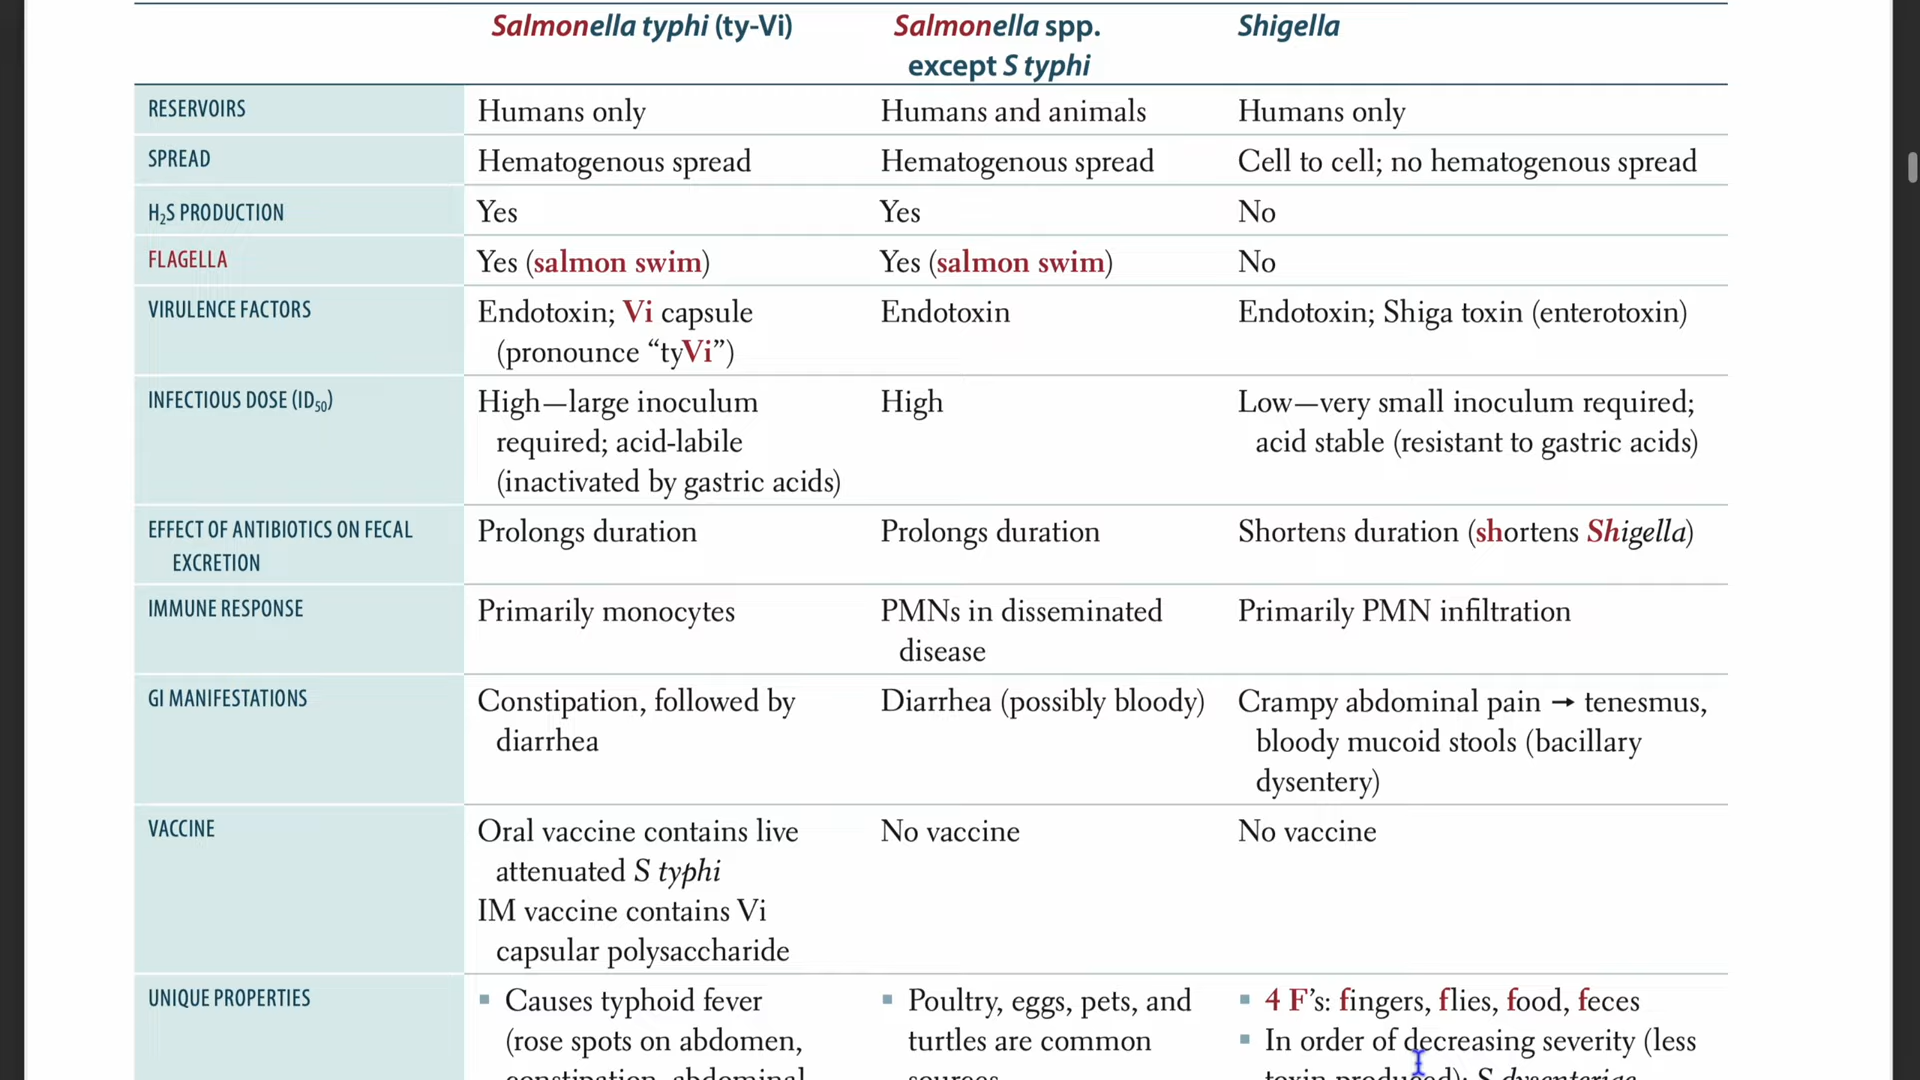 Salmonella typhi (ty-Vi)
Salmonella spp.
except S typhi
Shigella
RESERVOIRS
Humans only
Humans and animals
Humans only
SPREAD
Hematogenous spread
Hematogenous spread
Cell to cell; no hematogenous spread
H₂S PRODUCTION
Yes
Yes
No
FLAGELLA
Yes (salmon swim)
Yes (salmon swim)
No
VIRULENCE FACTORS
Endotoxin; Vi capsule
(pronounce “tyVi”)
Endotoxin
Endotoxin; Shiga toxin (enterotoxin)
INFECTIOUS DOSE (ID₅₀)
High—large inoculum
required; acid-labile
(inactivated by gastric acids)
High
Low—very small inoculum required;
acid stable (resistant to gastric acids)
EFFECT OF ANTIBIOTICS ON FECAL
EXCRETION
Prolongs duration
Prolongs duration
Shortens duration (shortens Shigella)
IMMUNE RESPONSE
Primarily monocytes
PMNs in disseminated
disease
Primarily PMN infiltration
GI MANIFESTATIONS
Constipation, followed by
diarrhea
Diarrhea (possibly bloody)
Crampy abdominal pain → tenesmus,
bloody mucoid stools (bacillary
dysentery)
VACCINE
Oral vaccine contains live
attenuated S typhi
IM vaccine contains Vi
capsular polysaccharide
No vaccine
No vaccine
UNIQUE PROPERTIES
▪ Causes typhoid fever
(rose spots on abdomen,
constipation, abdominal
▪ Poultry, eggs, pets, and
turtles are common
sources
▪ 4 F’s: fingers, flies, food, feces
▪ In order of decreasing severity (less
toxin produced): S dysenteriae